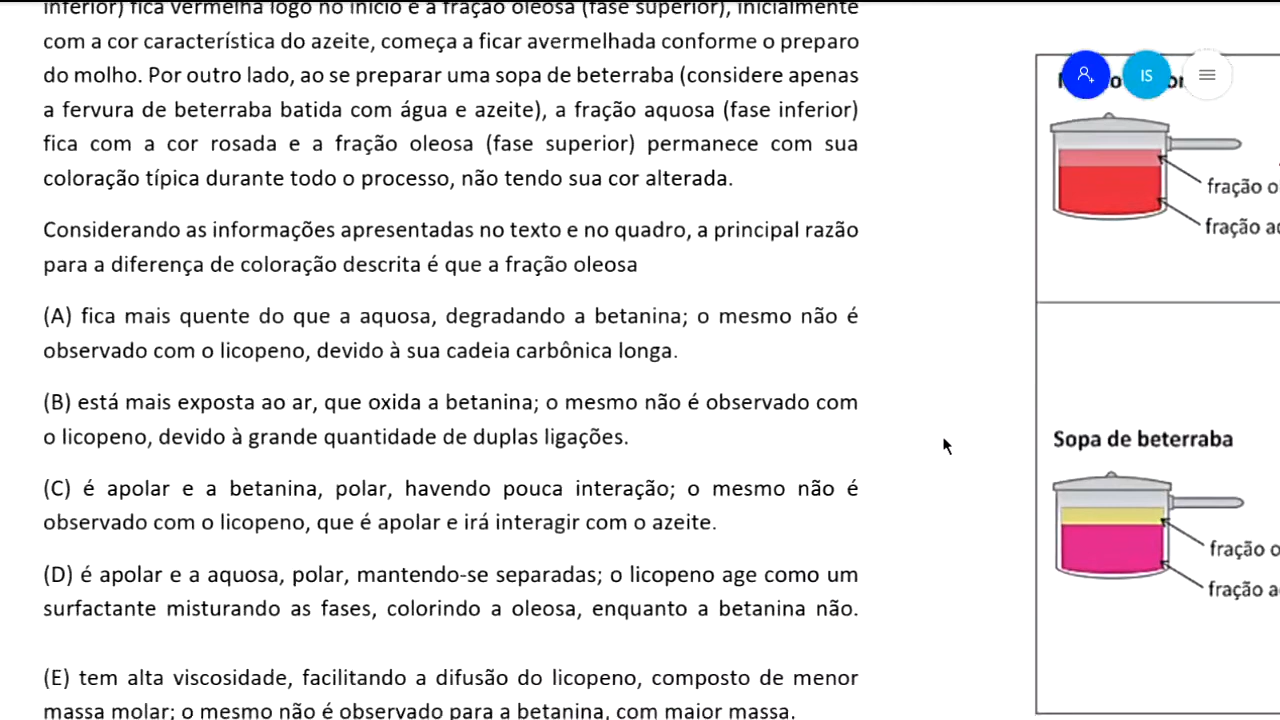 inferior) fica vermelha logo no início e a fração oleosa (fase superior), inicialmente
com a cor característica do azeite, começa a ficar avermelhada conforme o preparo
do molho. Por outro lado, ao se preparar uma sopa de beterraba (considere apenas
a fervura de beterraba batida com água e azeite), a fração aquosa (fase inferior)
fica com a cor rosada e a fração oleosa (fase superior) permanece com sua
coloração típica durante todo o processo, não tendo sua cor alterada.
Considerando as informações apresentadas no texto e no quadro, a principal razão
para a diferença de coloração descrita é que a fração oleosa
(A) fica mais quente do que a aquosa, degradando a betanina; o mesmo não é
observado com o licopeno, devido à sua cadeia carbônica longa.
(B) está mais exposta ao ar, que oxida a betanina; o mesmo não é observado com
o licopeno, devido à grande quantidade de duplas ligações.
(C) é apolar e a betanina, polar, havendo pouca interação; o mesmo não é
observado com o licopeno, que é apolar e irá interagir com o azeite.
(D) é apolar e a aquosa, polar, mantendo-se separadas; o licopeno age como um
surfactante misturando as fases, colorindo a oleosa, enquanto a betanina não.
(E) tem alta viscosidade, facilitando a difusão do licopeno, composto de menor
massa molar; o mesmo não é observado para a betanina, com maior massa.
IS
fração o
fração a
Sopa de beterraba
fração o
fração a